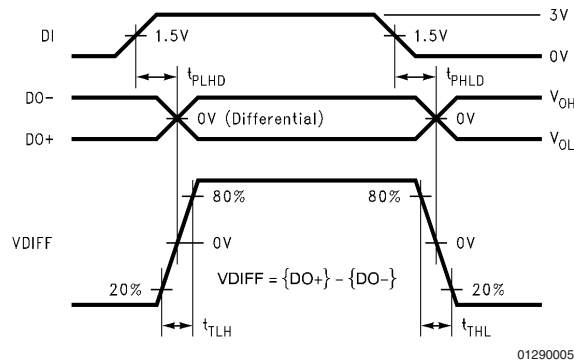 3V
DI
1.5V
1.5V
0V
tPLHD
tPHLD
DO-
VOH
0V (Differential)
0V
DO+
VOL
80%
80%
VDIFF
0V
0V
VDIFF = {DO+} - {DO-}
20%
20%
tTLH
tTHL
01290005